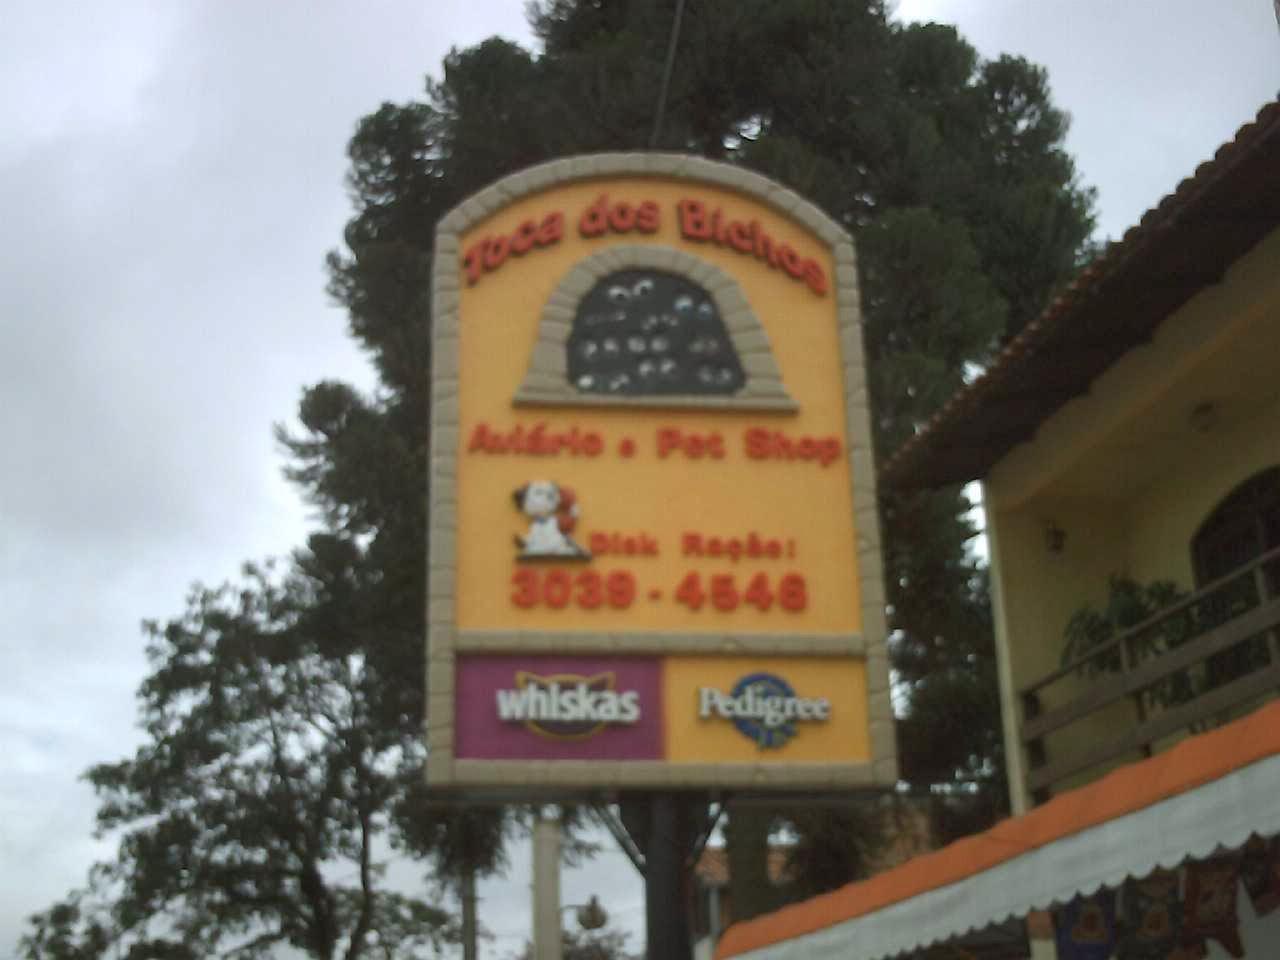 Toca dos Bichos
Aviário e Pet Shop
Disk Ração:
3039-4546
whiskas Pedigree